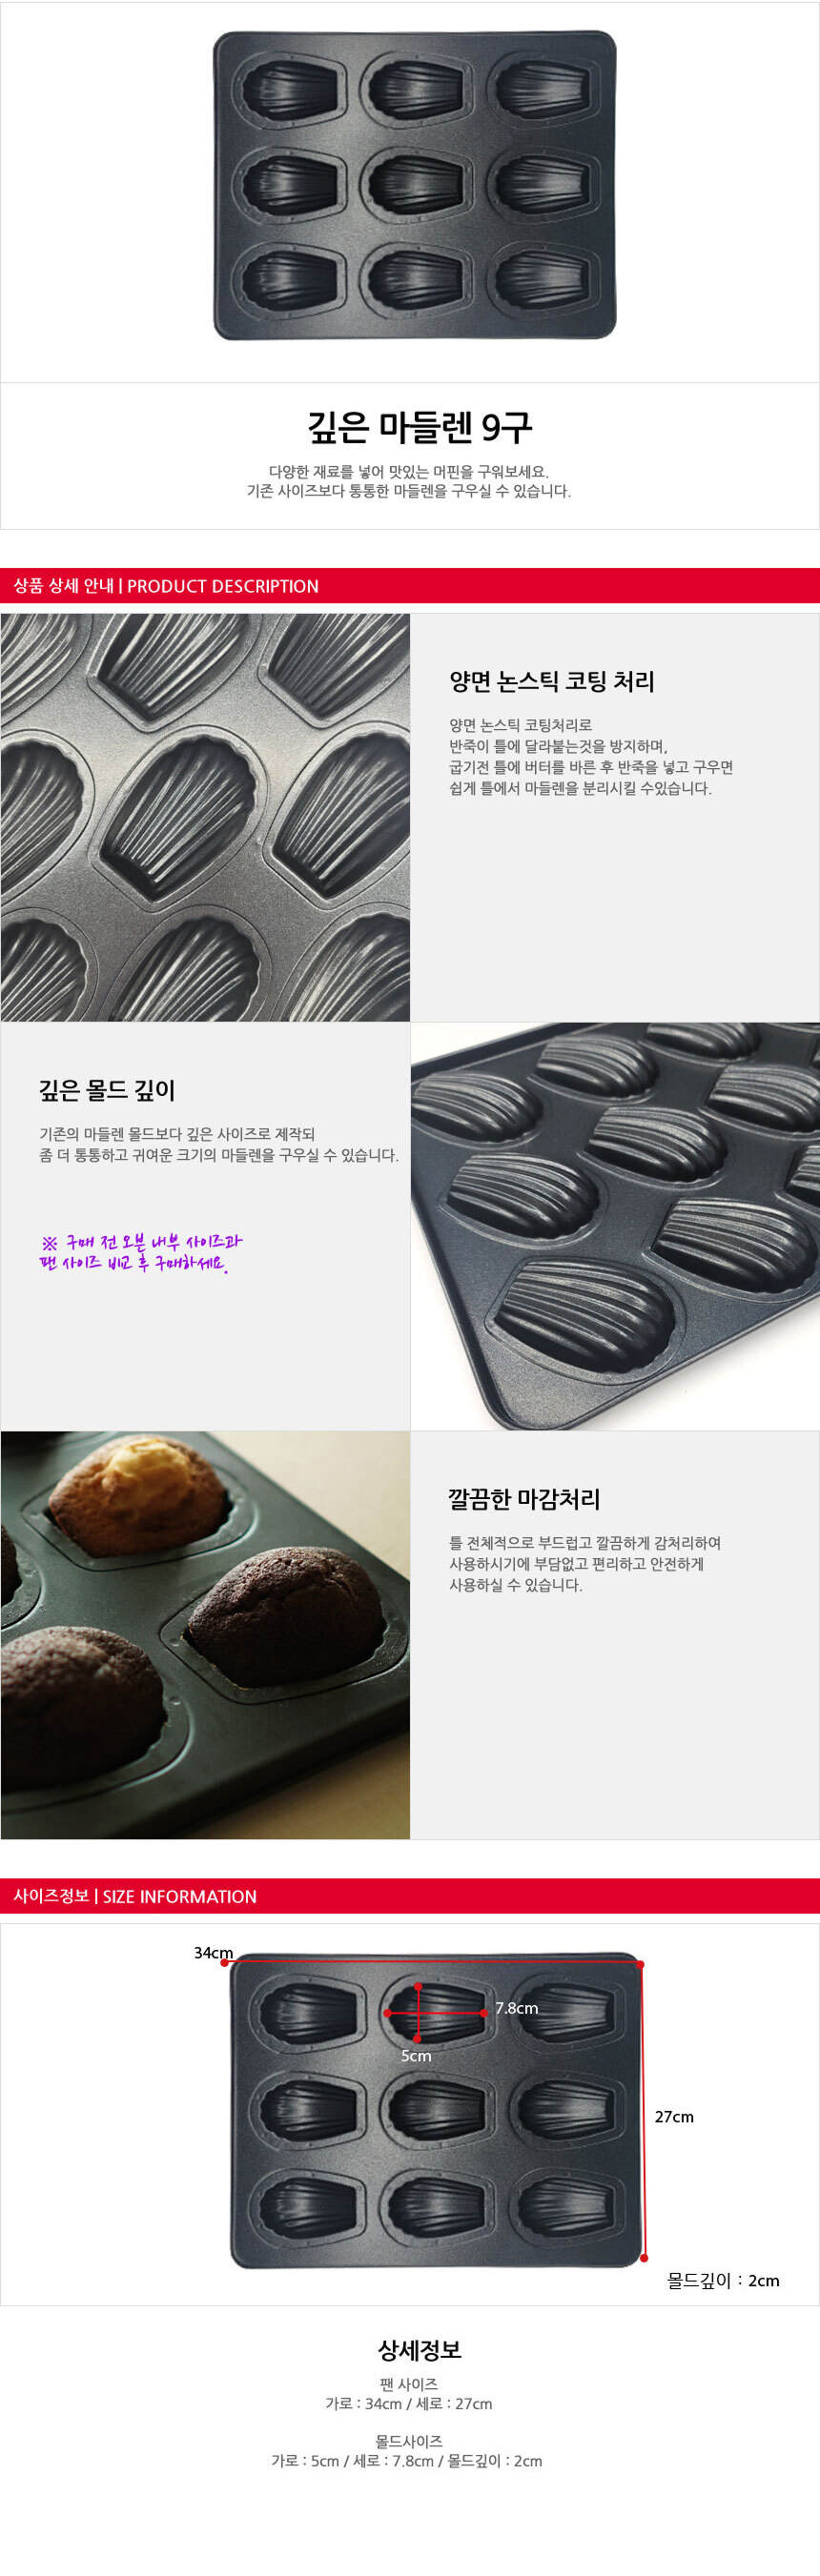 깊은 마들렌 9구
다양한 재료를 넣어 맛있는 머핀을 구워보세요.
기존 사이즈보다 통통한 마들렌을 구우실 수 있습니다.
상품 상세 안내 | PRODUCT DESCRIPTION
양면 논스틱 코팅 처리
양면 논스틱 코팅처리로
반죽이 틀에 달라붙는것을 방지하며,
굽기전 틀에 버터를 바른 후 반죽을 넣고 구우면
쉽게 틀에서 마들렌을 분리시킬 수있습니다.
깊은 몰드 깊이
기존의 마들렌 몰드보다 깊은 사이즈로 제작되
좀 더 통통하고 귀여운 크기의 마들렌을 구우실 수 있습니다.
※ 구매 전 오븐 내부 사이즈과
팬 사이즈 비교 후 구매하세요.
깔끔한 마감처리
틀 전체적으로 부드럽고 깔끔하게 감처리하여
사용하시기에 부담없고 편리하고 안전하게
사용하실 수 있습니다.
사이즈정보 | SIZE INFORMATION
34cm
7.8cm
5cm
27cm
몰드깊이 : 2cm
상세정보
팬 사이즈
가로 : 34cm / 세로 : 27cm
몰드사이즈
가로 : 5cm / 세로 : 7.8cm / 몰드깊이 : 2cm